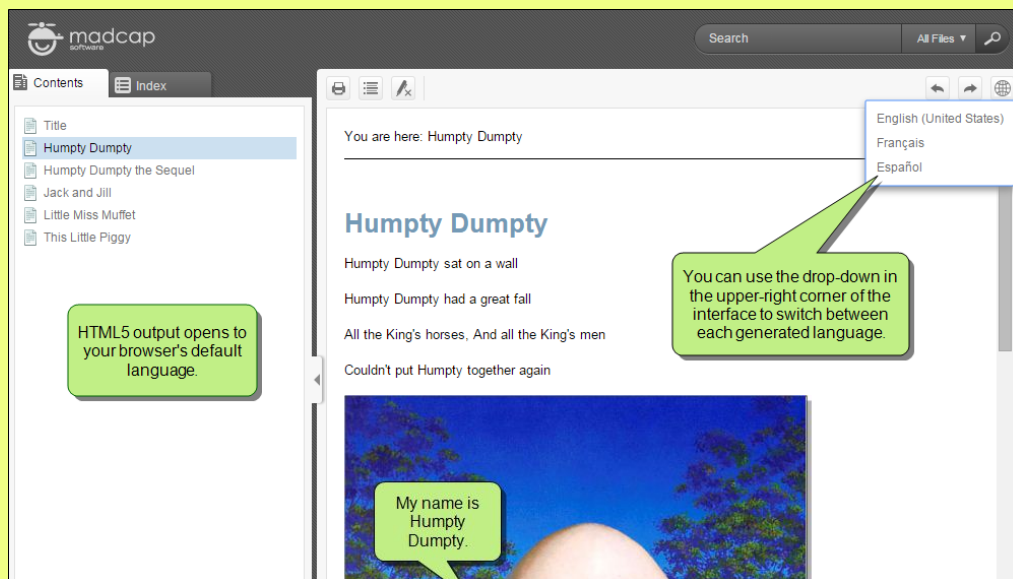 madcap
software
Search
All Files
Contents
Index
Title
Humpty Dumpty
Humpty Dumpty the Sequel
Jack and Jill
Little Miss Muffet
This Little Piggy
HTML5 output opens to
your browser's default
language.
You are here: Humpty Dumpty
English (United States)
Français
Español
Humpty Dumpty
Humpty Dumpty sat on a wall
Humpty Dumpty had a great fall
All the King's horses, And all the King's men
Couldn't put Humpty together again
You can use the drop-down in
the upper-right corner of the
interface to switch between
each generated language.
My name is
Humpty
Dumpty.